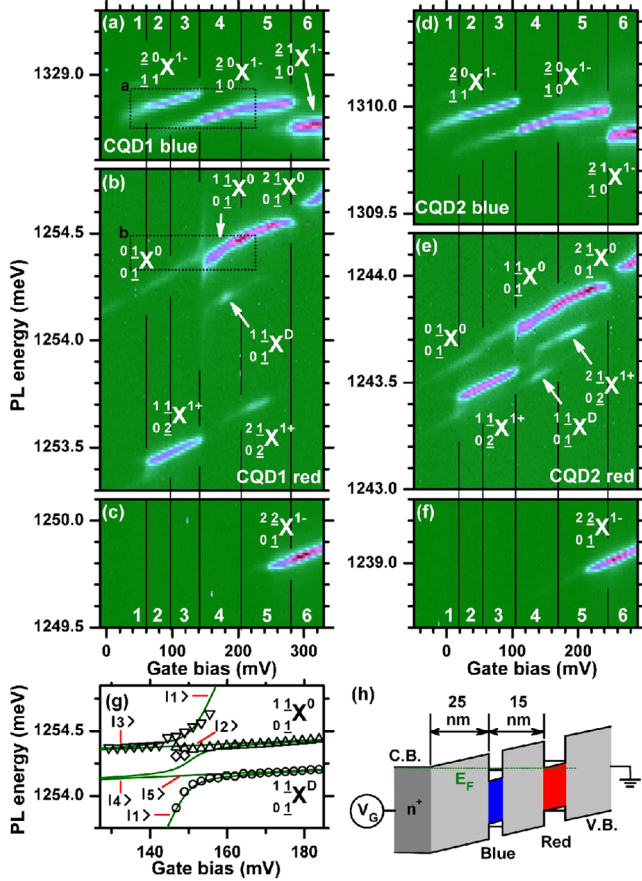 (a) 1 2 3 4 5 6
2 0 X¹⁻
1 1
2 0 X¹⁻
1 0
2 1 X¹⁻
1 0
a
1329.0
CQD1 blue
(b)
1 1 X⁰
0 1
2 1 X⁰
0 1
b
0 1 X⁰
0 1
1 1 X^D
0 1
1 1 X¹⁺
0 2
2 1 X¹⁺
0 2
1254.5
1254.0
1253.5
CQD1 red
PL energy (meV)
(c)
2 2 X¹⁻
0 1
1250.0
1249.5
1 2 3 4 5 6
0 100 200 300
Gate bias (mV)
(d) 1 2 3 4 5 6
2 0 X¹⁻
1 1
2 0 X¹⁻
1 0
2 1 X¹⁻
1 0
1310.0
1309.5
CQD2 blue
(e)
1 1 X⁰
0 1
2 1 X⁰
0 1
0 1 X⁰
0 1
2 1 X¹⁺
0 2
1 1 X^D
0 1
1 1 X¹⁺
0 2
1244.0
1243.5
1243.0
CQD2 red
PL energy (meV)
(f)
2 2 X¹⁻
0 1
1239.0
1 2 3 4 5 6
0 100 200
Gate bias (mV)
(g)
|1>
|3>
|2>
1 1 X⁰
0 1
|4>
|5>
|1>
1 1 X^D
0 1
1254.5
1254.0
PL energy (meV)
140 160 180
Gate bias (mV)
(h)
25 nm
15 nm
C.B.
E_F
n⁺
V_G
V.B.
Blue
Red